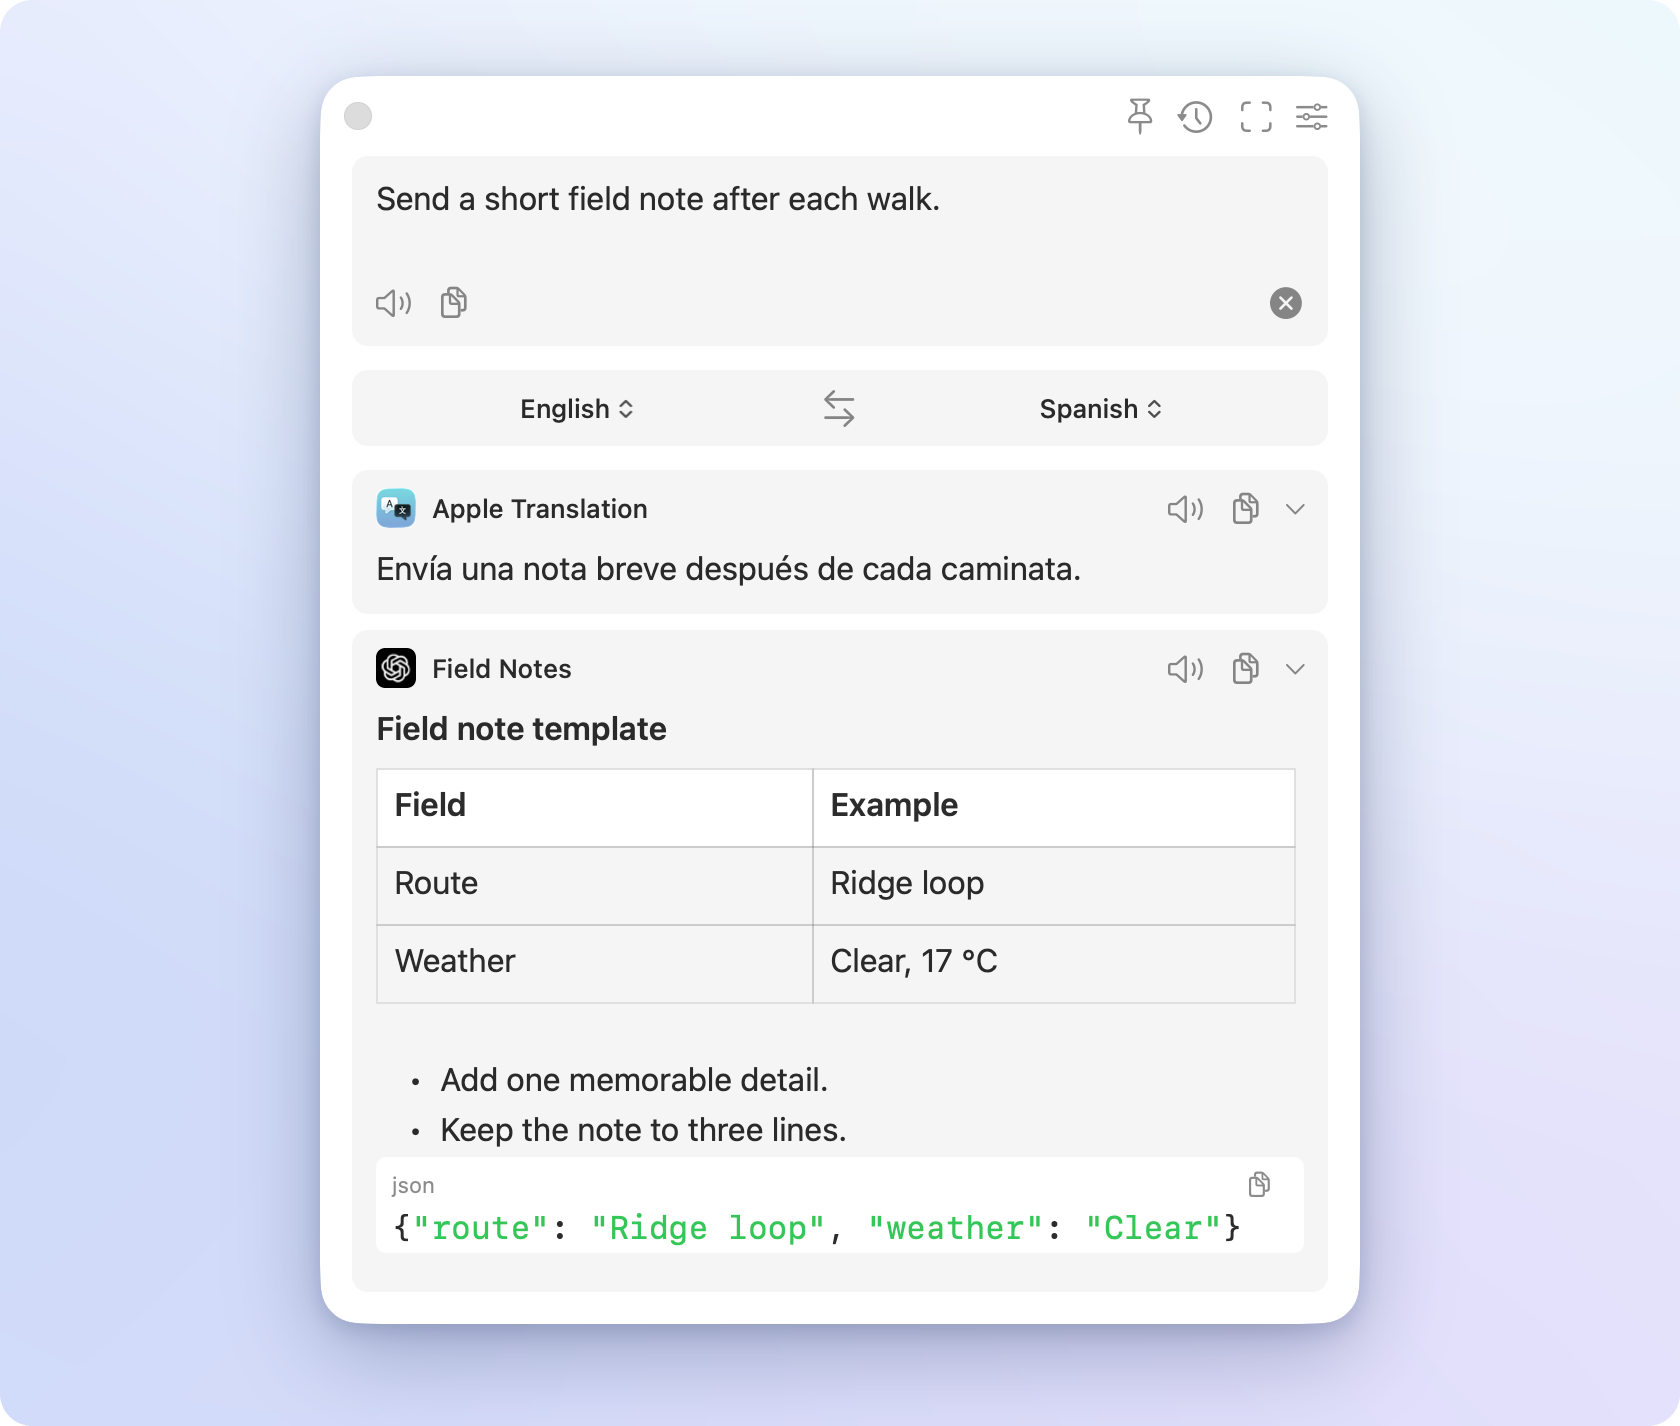 Send a short field note after each walk.
English
Spanish
Apple Translation
Envía una nota breve después de cada caminata.
Field Notes
Field note template
Field Example
Route Ridge loop
Weather Clear, 17 °C
• Add one memorable detail.
• Keep the note to three lines.
json
{"route": "Ridge loop", "weather": "Clear"}